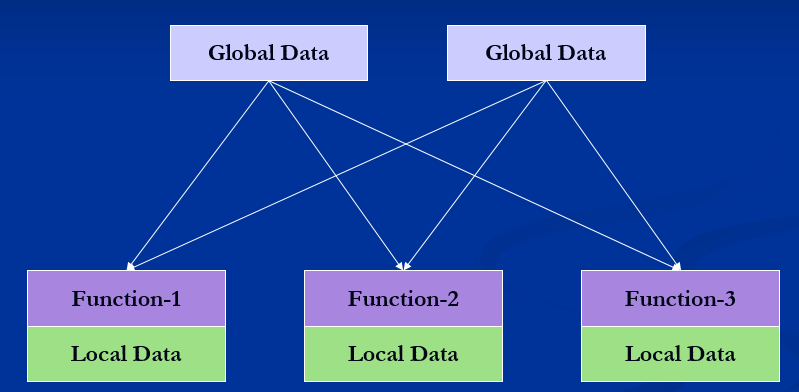 Global Data
Global Data
Function-1
Function-2
Function-3
Local Data
Local Data
Local Data